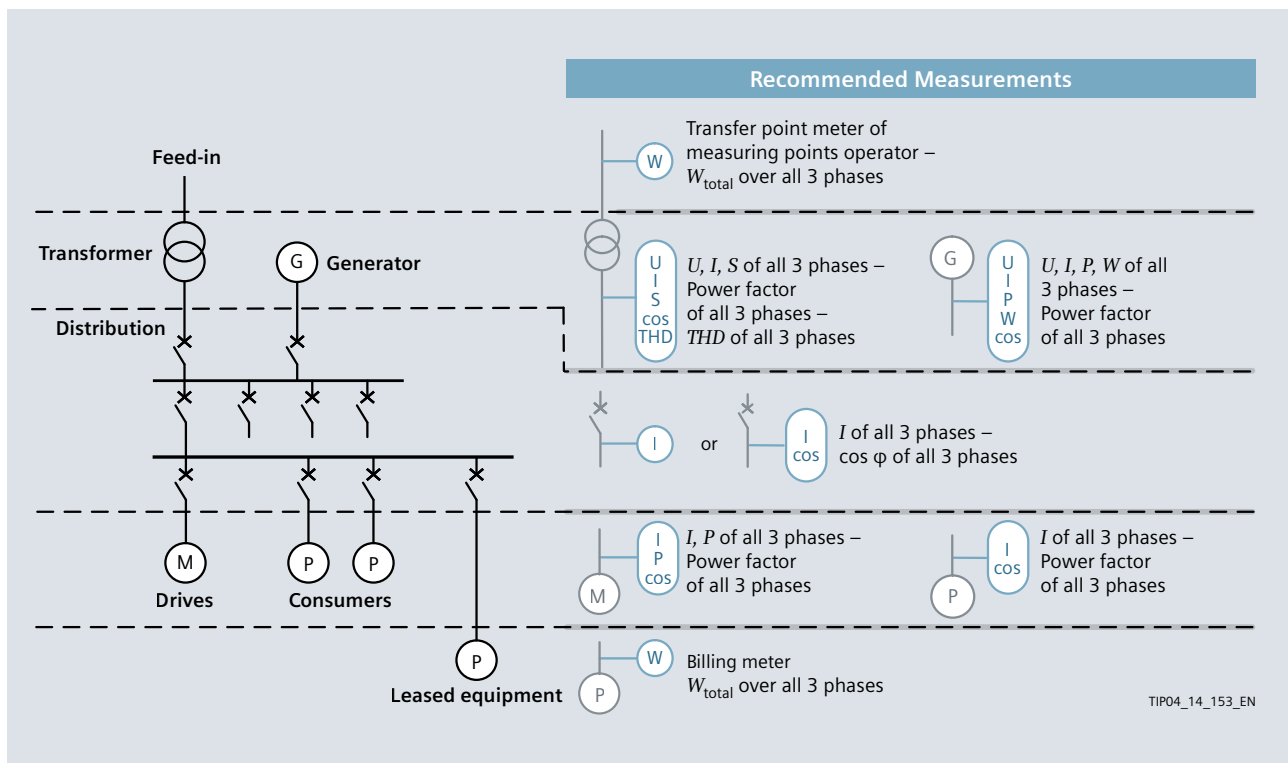 Recommended Measurements
Feed-in
W
Transfer point meter of
measuring points operator –
W_total over all 3 phases
Transformer
G
Generator
U
I
S
cos
THD
U, I, S of all 3 phases –
Power factor
of all 3 phases –
THD of all 3 phases
G
U
I
P
W
cos
U, I, P, W of all
3 phases –
Power factor
of all 3 phases
Distribution
I
or
I
cos
I of all 3 phases –
cos φ of all 3 phases
M
Drives
P
P
Consumers
I
P
cos
M
I, P of all 3 phases –
Power factor
of all 3 phases
I
cos
P
I of all 3 phases –
Power factor
of all 3 phases
P
Leased equipment
W
P
Billing meter
W_total over all 3 phases
TIP04_14_153_EN